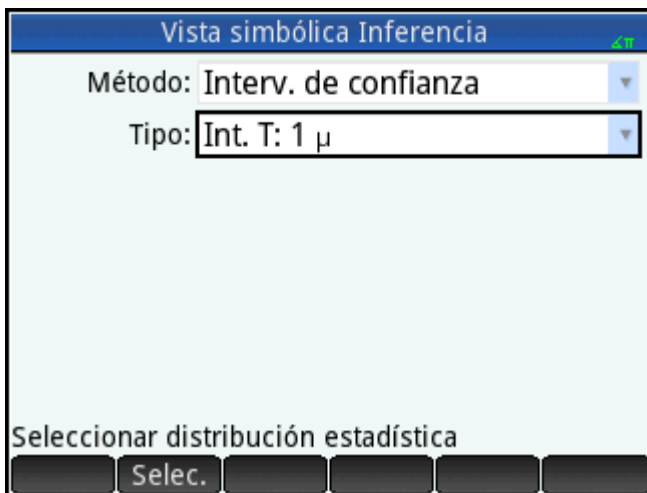 Vista simbólica Inferencia
∡π
Método: Interv. de confianza
Tipo: Int. T: 1 μ
Seleccionar distribución estadística
Selec.